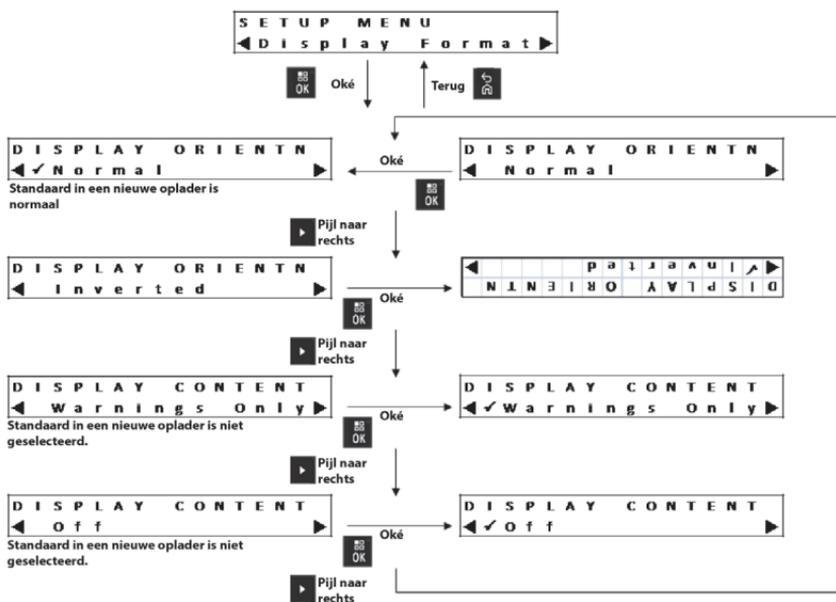 SETUP MENU
◀Display Format▶
OK
Oké
Terug
DISPLAY ORIENTN
◀✓Normal▶
Standaard in een nieuwe oplader is
normaal
Oké
OK
DISPLAY ORIENTN
Normal▶
Pijl naar
rechts
DISPLAY ORIENTN
◀ Inverted▶
OK
Oké
DISPLAY ORIENTN
✓Inverted
Pijl naar
rechts
DISPLAY CONTENT
◀ Warnings Only▶
Standaard in een nieuwe oplader is niet
geselecteerd.
OK
Oké
DISPLAY CONTENT
◀✓Warnings Only▶
Pijl naar
rechts
DISPLAY CONTENT
◀ Off▶
Standaard in een nieuwe oplader is niet
geselecteerd.
OK
Oké
DISPLAY CONTENT
◀✓Off▶
Pijl naar
rechts